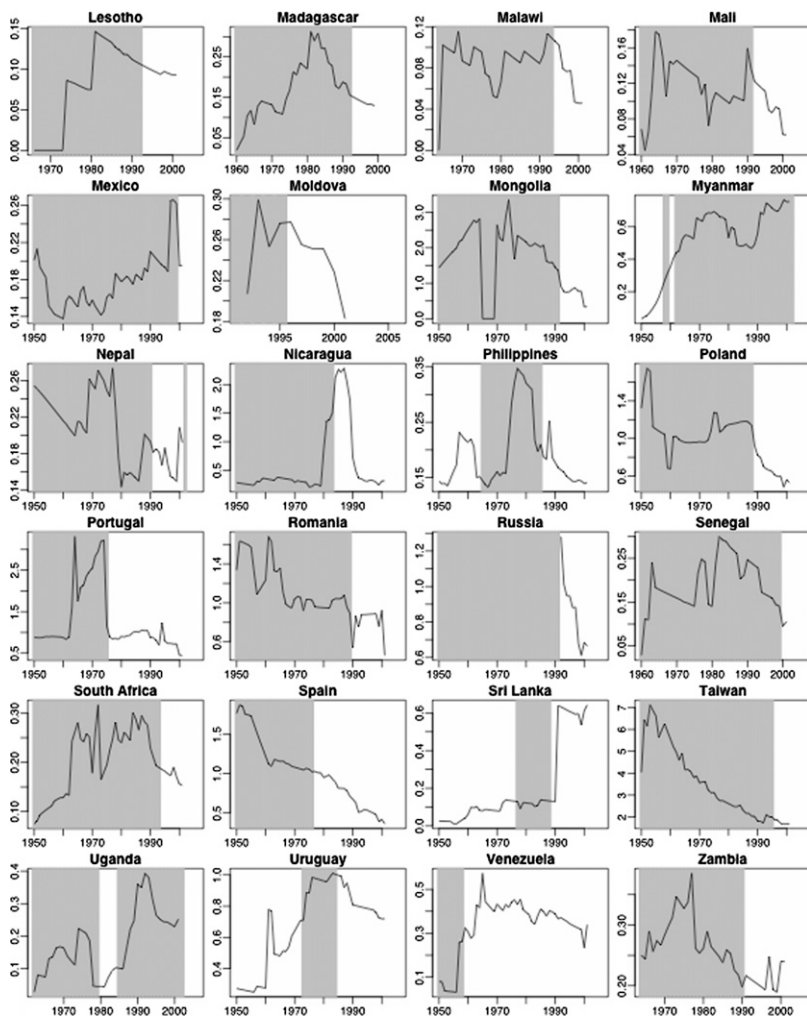 Lesotho
0.00 0.05 0.10 0.15
1970 1980 1990 2000
Madagascar
0.05 0.15 0.25
1960 1970 1980 1990 2000
Malawi
0.00 0.04 0.08 0.12
1970 1980 1990 2000
Mali
0.04 0.08 0.12 0.16
1960 1970 1980 1990 2000
Mexico
0.14 0.18 0.22 0.26
1950 1970 1990
Moldova
0.18 0.22 0.26 0.30
1995 2000 2005
Mongolia
0.0 1.0 2.0 3.0
1950 1970 1990
Myanmar
0.2 0.4 0.6
1950 1970 1990
Nepal
0.14 0.18 0.22 0.26
1950 1970 1990
Nicaragua
0.5 1.0 1.5 2.0
1950 1970 1990
Philippines
0.15 0.25 0.35
1950 1970 1990
Poland
0.6 1.0 1.4
1950 1970 1990
Portugal
0.5 1.5 2.5
1950 1970 1990
Romania
0.6 1.0 1.4
1950 1970 1990
Russia
0.6 0.8 1.0 1.2
1950 1970 1990
Senegal
0.05 0.15 0.25
1960 1970 1980 1990 2000
South Africa
0.10 0.20 0.30
1950 1970 1990
Spain
0.5 1.0 1.5
1950 1970 1990
Sri Lanka
0.0 0.2 0.4 0.6
1950 1970 1990
Taiwan
2 3 4 5 6 7
1950 1970 1990
Uganda
0.1 0.2 0.3 0.4
1970 1980 1990 2000
Uruguay
0.4 0.6 0.8 1.0
1950 1970 1990
Venezuela
0.1 0.3 0.5
1950 1970 1990
Zambia
0.20 0.30
1970 1980 1990 2000